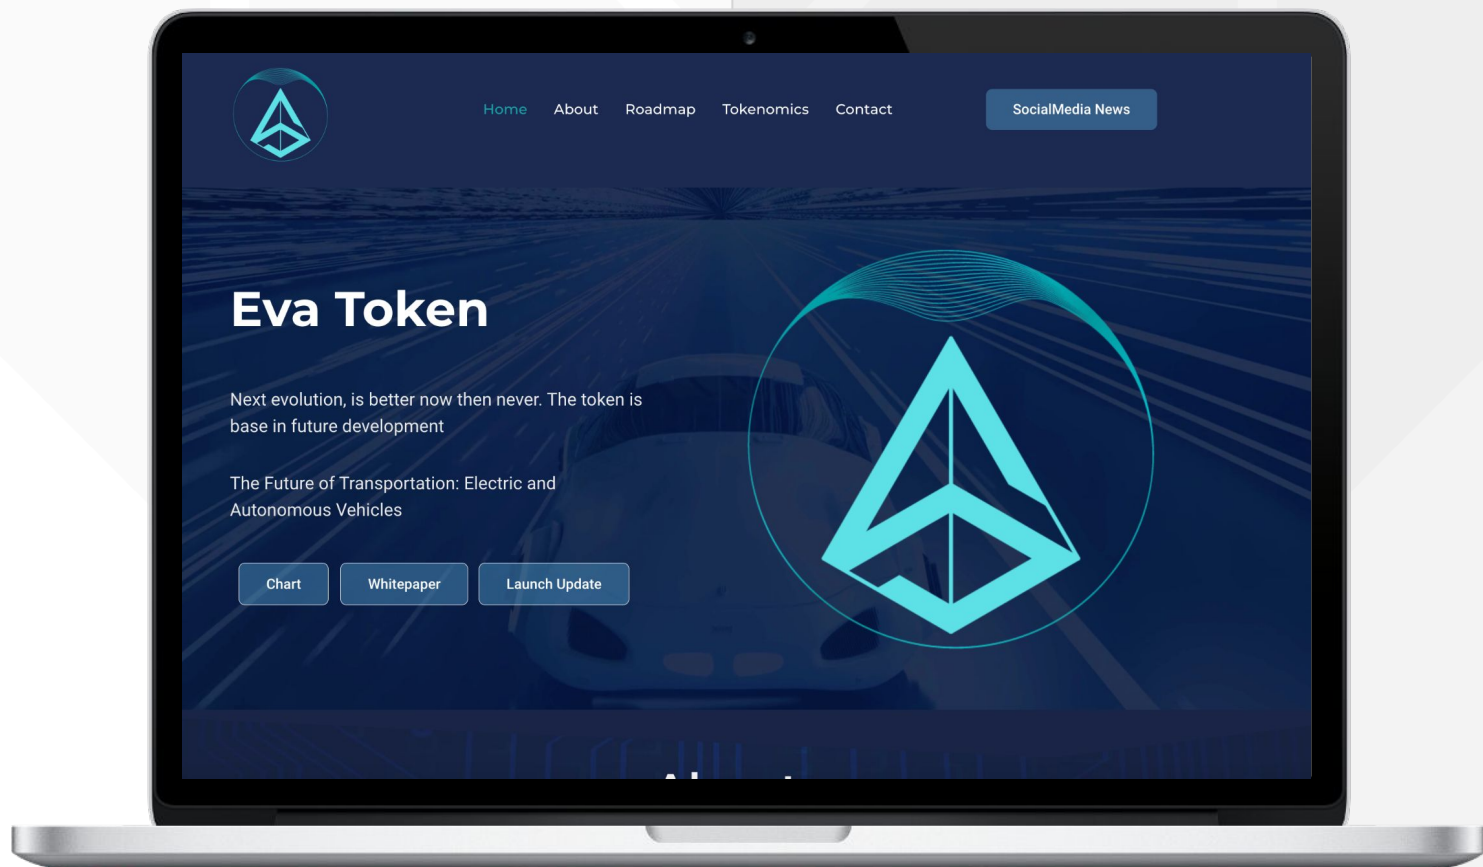 Home About Roadmap Tokenomics Contact SocialMedia News
Eva Token
Next evolution, is better now then never. The token is
base in future development
The Future of Transportation: Electric and
Autonomous Vehicles
Chart Whitepaper Launch Update